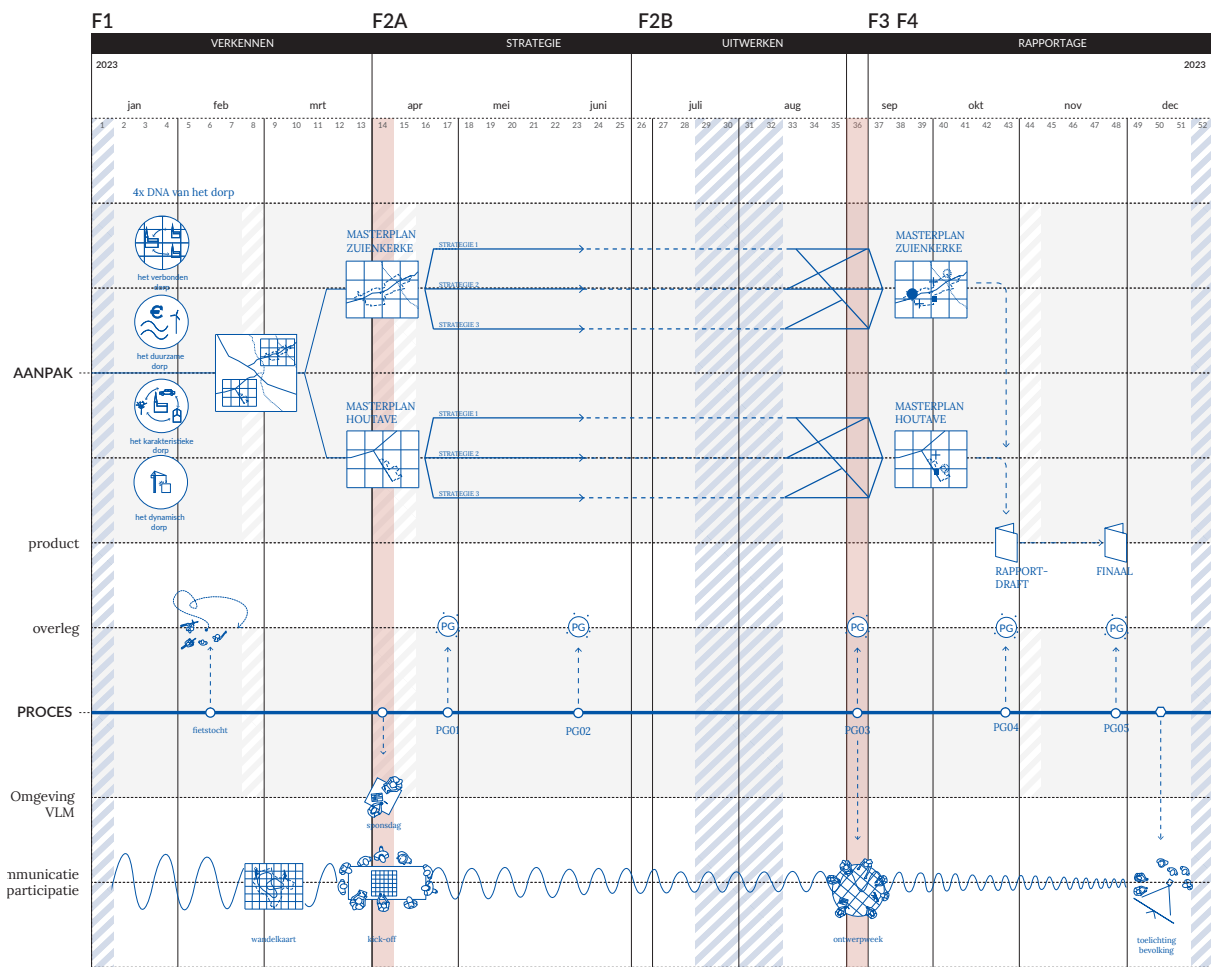 F1 F2A F2B F3 F4
VERKENNEN STRATEGIE UITWERKEN RAPPORTAGE
2023 2023
jan feb mrt apr mei juni juli aug sep okt nov dec
1 2 3 4 5 6 7 8 9 10 11 12 13 14 15 16 17 18 19 20 21 22 23 24 25 26 27 28 29 30 31 32 33 34 35 36 37 38 39 40 41 42 43 44 45 46 47 48 49 50 51 52
4x DNA van het dorp
het verbonden
dorp
€
het duurzame
dorp
het karakteristieke
dorp
het dynamisch
dorp
MASTERPLAN
ZUIENKERKE
STRATEGIE 1
STRATEGIE 2
STRATEGIE 3
MASTERPLAN
ZUIENKERKE
AANPAK
MASTERPLAN
HOUTAVE
STRATEGIE 1
STRATEGIE 2
STRATEGIE 3
MASTERPLAN
HOUTAVE
product
RAPPORT-
DRAFT
FINAAL
overleg
PG PG PG PG PG
PROCES
fietstocht
PG01 PG02 PG03 PG04 PG05
Omgeving
VLM
sponsdag
mmunicatie
participatie
wandelkaart
kick-off
ontwerpweek
toelichting
bevolking